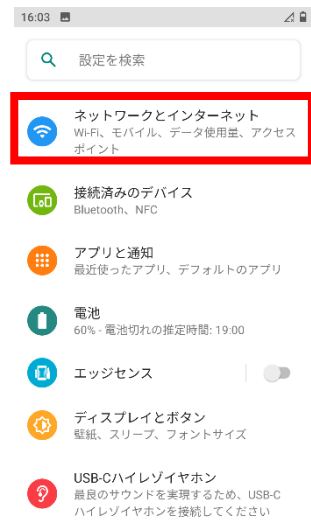 16:03
設定を検索
ネットワークとインターネット
Wi-Fi、モバイル、データ使用量、アクセス
ポイント
接続済みのデバイス
Bluetooth、NFC
アプリと通知
最近使ったアプリ、デフォルトのアプリ
電池
60% - 電池切れの推定時間: 19:00
エッジセンス
ディスプレイとボタン
壁紙、スリープ、フォントサイズ
USB-Cハイレゾイヤホン
最良のサウンドを実現するため、USB-C
ハイレゾイヤホンを接続してください